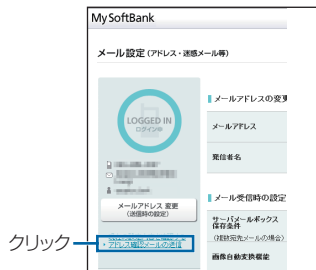 My SoftBank
メール設定 (アドレス・迷惑メール等)
LOGGED IN
ログイン中
メールアドレス 変更
(送信時の設定)
アドレス確認メールの送信
クリック
メールアドレスの変更
メールアドレス
発信者名
メール受信時の設定
サーバメールボックス
保存条件
(複数宛先メールの場合)
画像自動変換機能